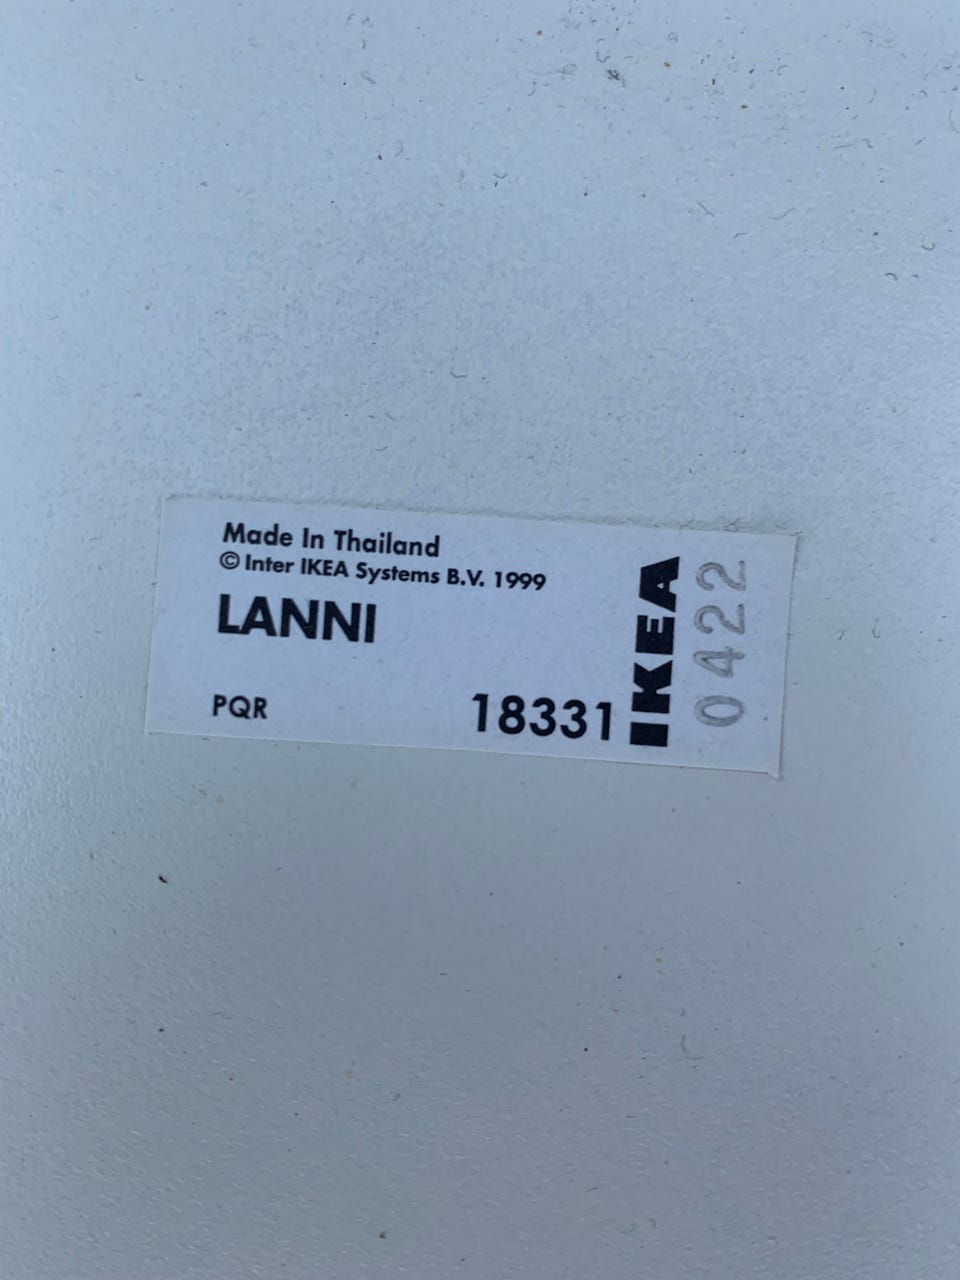 Made In Thailand
© Inter IKEA Systems B.V. 1999
LANNI
PQR
18331
IKEA
0422